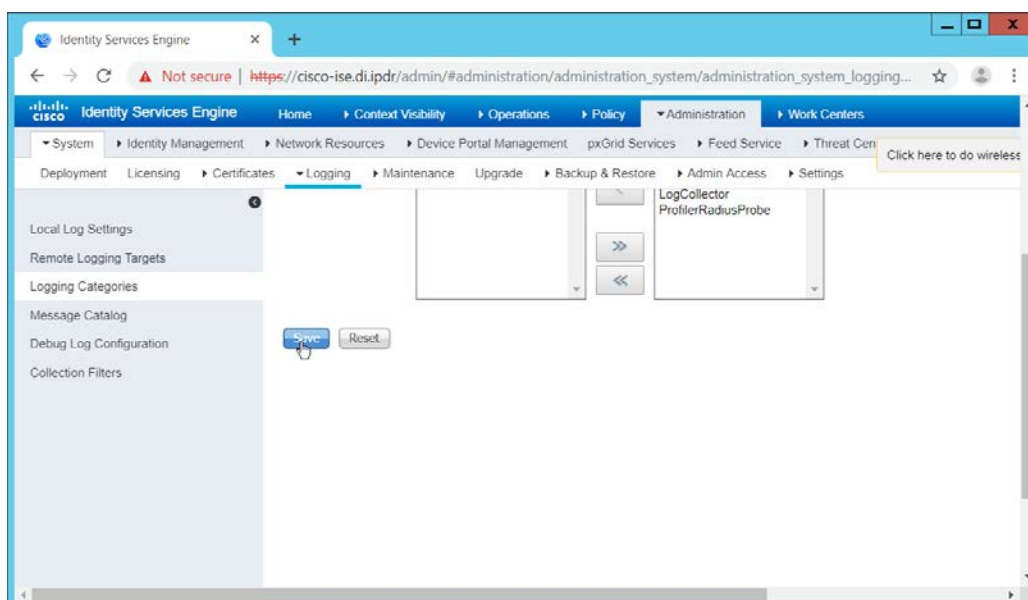 Identity Services Engine
Not secure | https://cisco-ise.di.ipdr/admin/#administration/administration_system/administration_system_logging...
cisco Identity Services Engine Home Context Visibility Operations Policy Administration Work Centers
System Identity Management Network Resources Device Portal Management pxGrid Services Feed Service Threat Cen
Click here to do wireless
Deployment Licensing Certificates Logging Maintenance Upgrade Backup & Restore Admin Access Settings
LogCollector
ProfilerRadiusProbe
Local Log Settings
Remote Logging Targets
Logging Categories
Message Catalog
Debug Log Configuration
Collection Filters
Save Reset